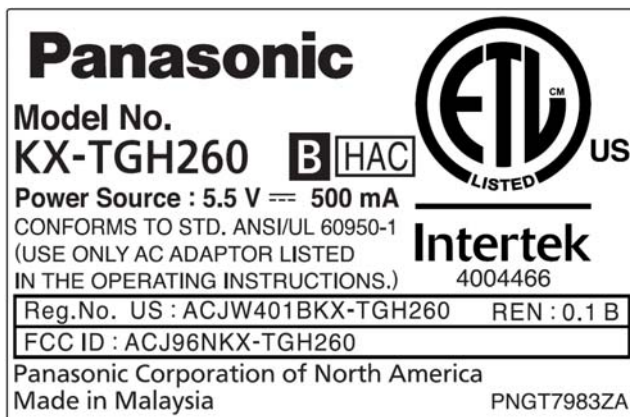 Panasonic
ETL CM
LISTED
US
Model No.
KX-TGH260 B HAC
Power Source : 5.5 V ⎓ 500 mA
CONFORMS TO STD. ANSI/UL 60950-1
(USE ONLY AC ADAPTOR LISTED
IN THE OPERATING INSTRUCTIONS.)
Intertek
4004466
Reg.No. US : ACJW401BKX-TGH260 REN : 0.1 B
FCC ID : ACJ96NKX-TGH260
Panasonic Corporation of North America
Made in Malaysia PNGT7983ZA